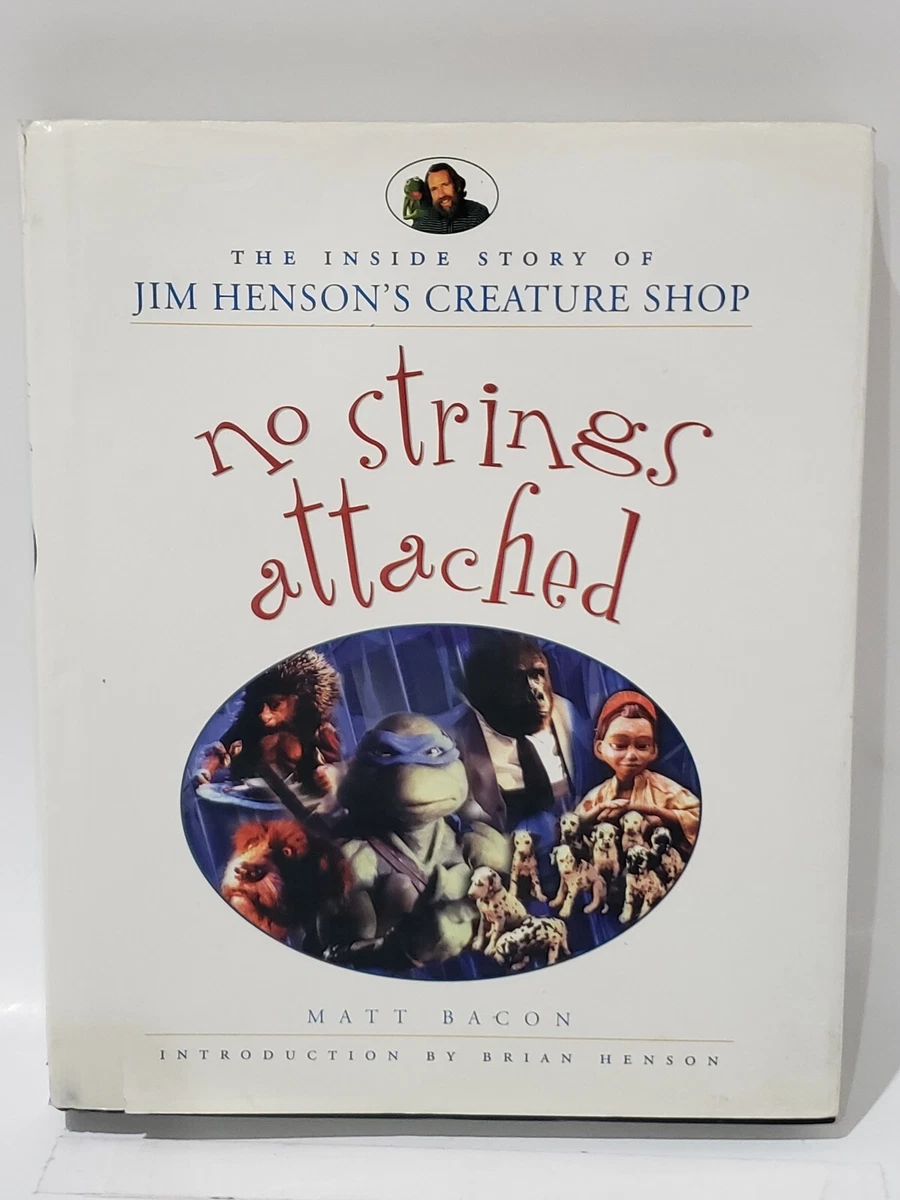 THE INSIDE STORY OF
JIM HENSON'S CREATURE SHOP
no strings
attached
MATT BACON
INTRODUCTION BY BRIAN HENSON